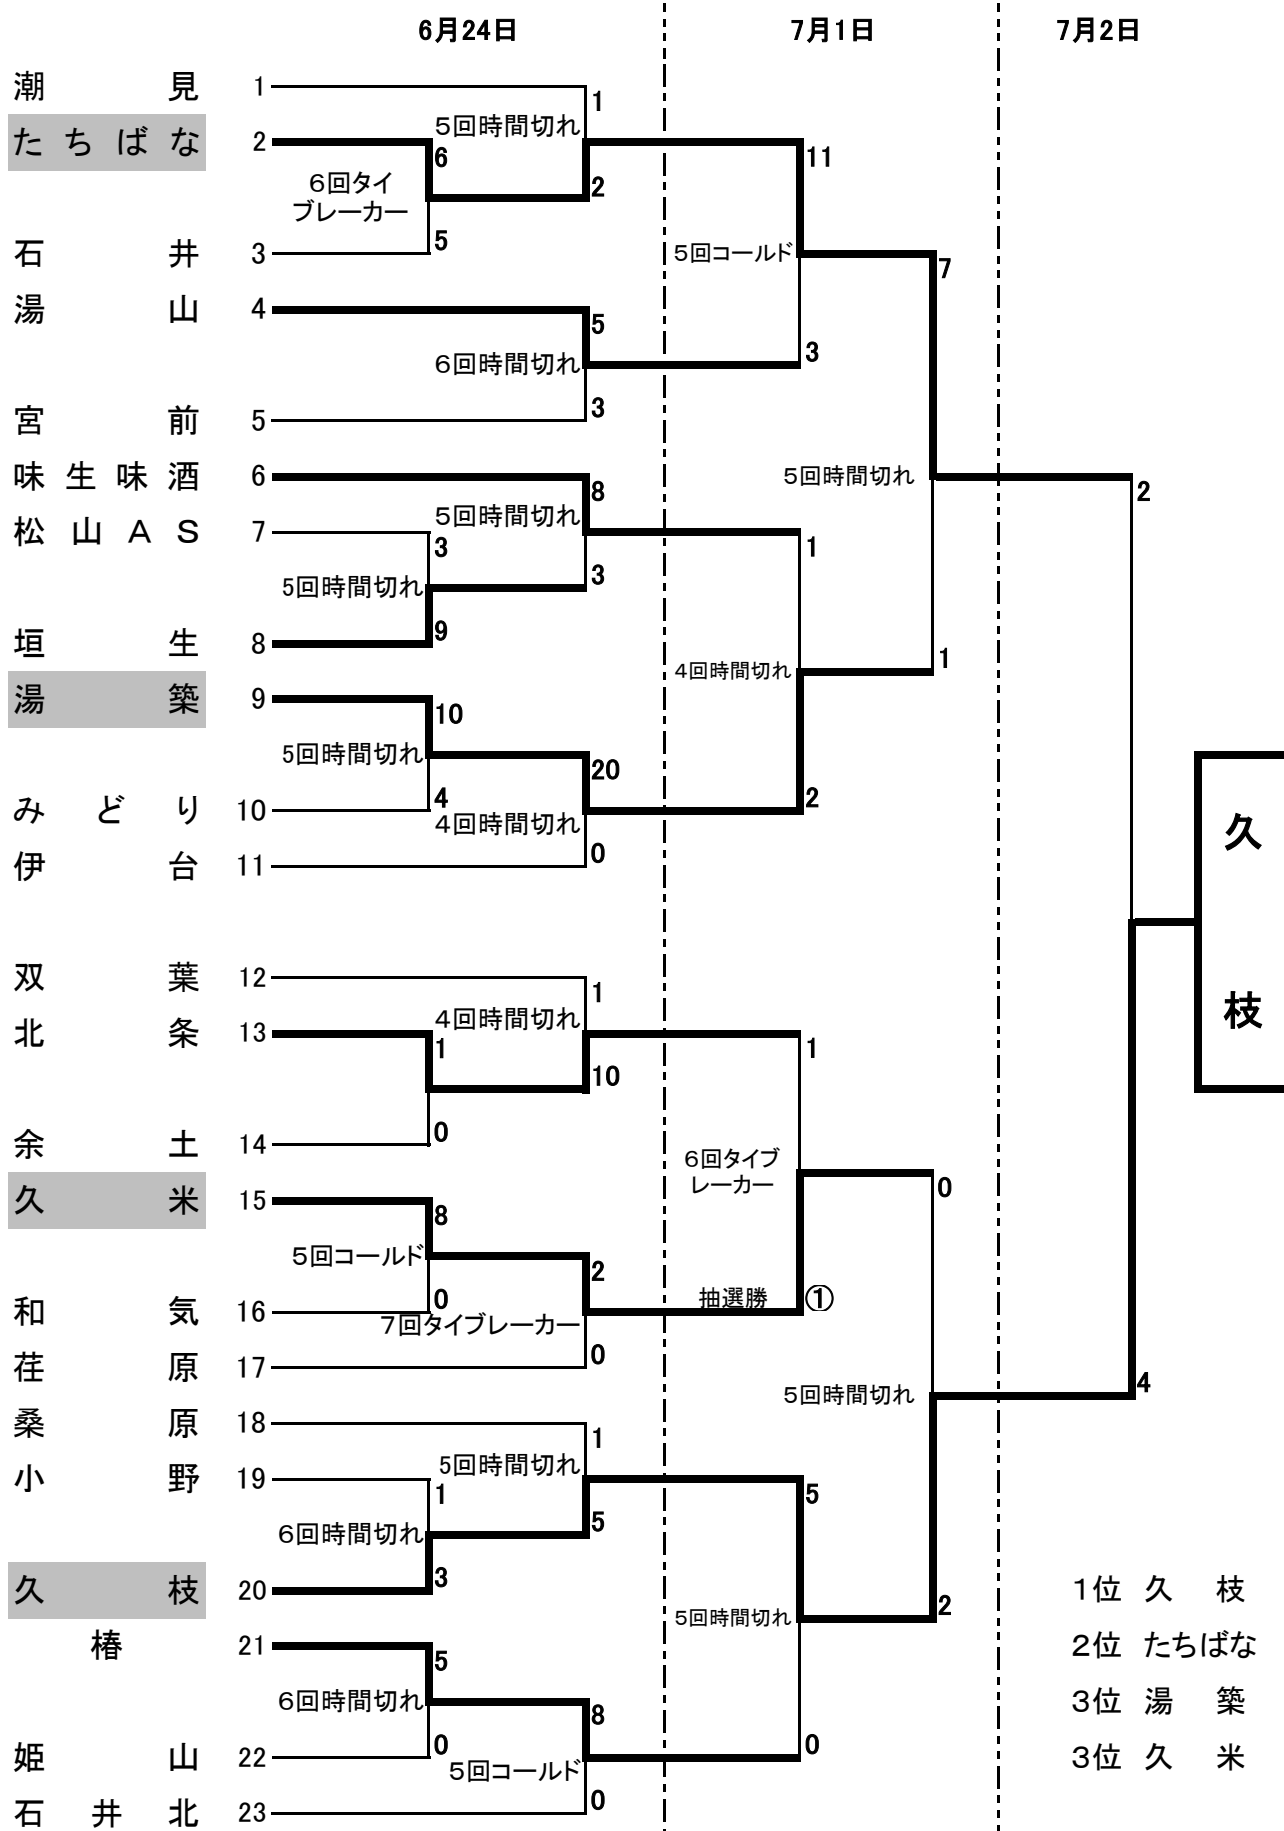 6月24日 7月1日 7月2日
潮見 1
1
5回時間切れ
たちばな 2
6
11
6回タイ
ブレーカー
2
石井 3
5
5回コールド
7
湯山 4
5
3
6回時間切れ
3
宮前 5
味生味酒 6
8
5回時間切れ
2
5回時間切れ
松山AS 7
3
1
5回時間切れ
3
垣生 8
9
4回時間切れ
1
湯築 9
10
5回時間切れ
20
みどり 10
4
2
4回時間切れ
伊台 11
0
久枝
双葉 12
1
4回時間切れ
北条 13
1
1
10
余土 14
0
6回タイブ
レーカー
久米 15
8
0
5回コールド
2
和気 16
0
抽選勝 ①
7回タイブレーカー
荏原 17
0
5回時間切れ
4
桑原 18
1
5回時間切れ
小野 19
1
5
6回時間切れ
5
久枝 20
3
5回時間切れ
2
椿 21
5
6回時間切れ
8
姫山 22
0
0
5回コールド
石井北 23
0
1位 久枝
2位 たちばな
3位 湯築
3位 久米